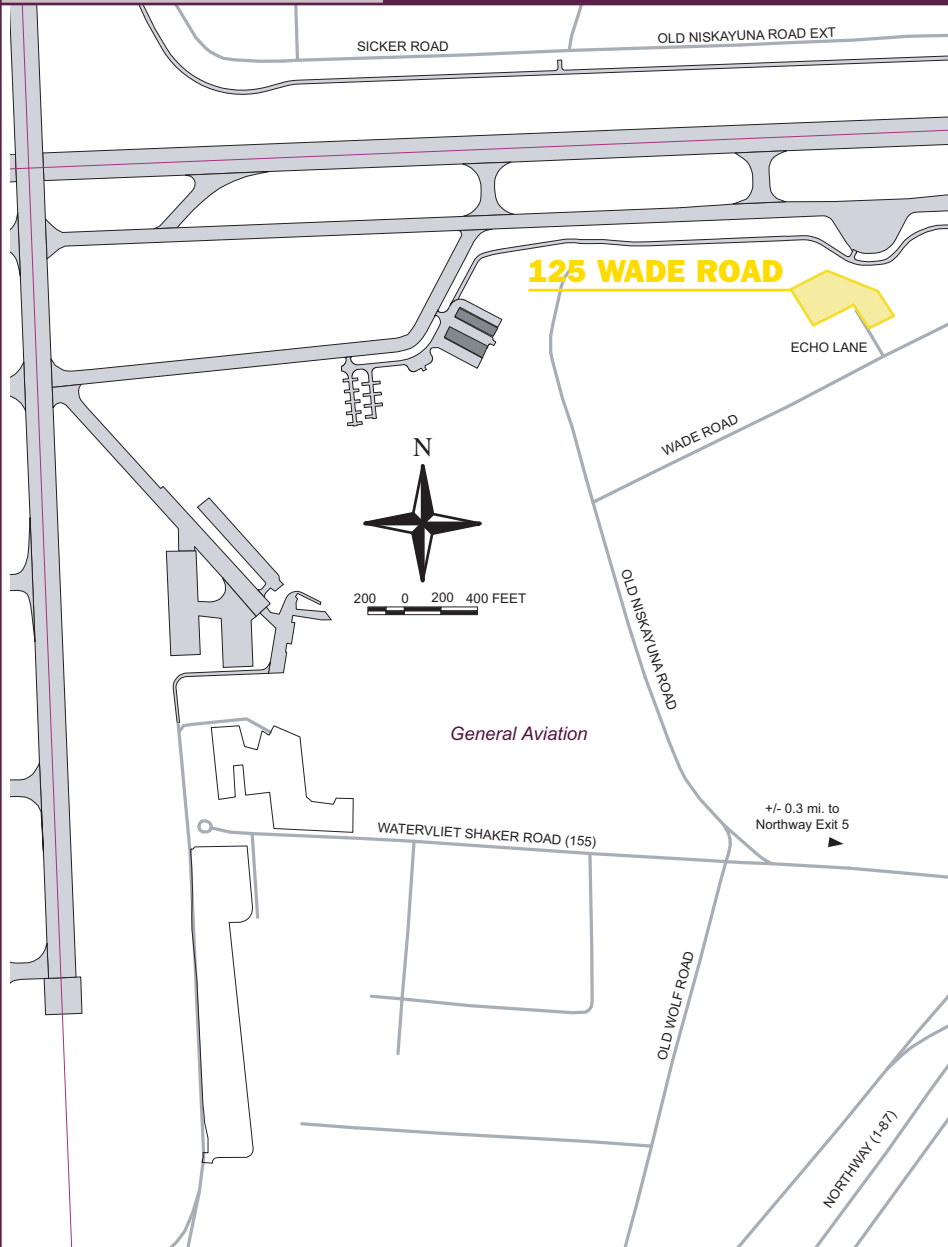 SICKER ROAD
OLD NISKAYUNA ROAD EXT
125 WADE ROAD
ECHO LANE
WADE ROAD
N
200 0 200 400 FEET
OLD NISKAYUNA ROAD
General Aviation
+/- 0.3 mi. to
Northway Exit 5
WATERVLIET SHAKER ROAD (155)
OLD WOLF ROAD
NORTHWAY (1-87)